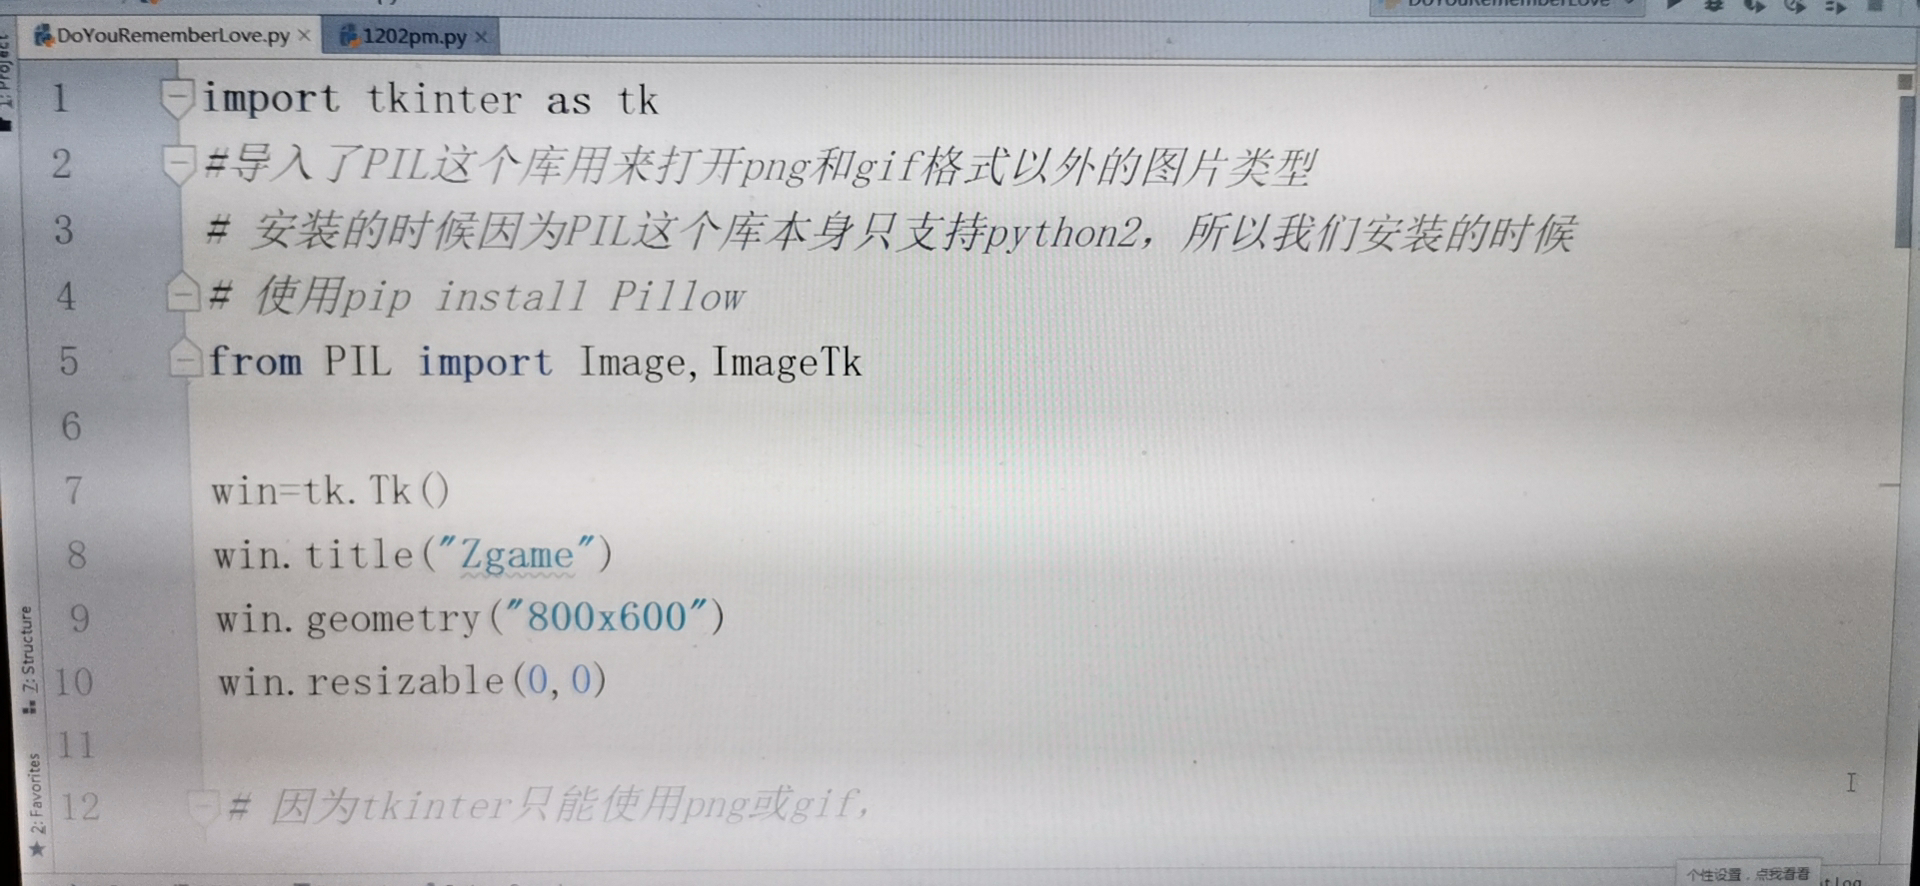 DoYouRememberLove.py × 1202pm.py ×
1: Project
1 import tkinter as tk
2 #导入了PIL这个库用来打开png和gif格式以外的图片类型
3 # 安装的时候因为PIL这个库本身只支持python2，所以我们安装的时候
4 # 使用pip install Pillow
5 from PIL import Image,ImageTk
6
7 win=tk.Tk()
8 win.title("Zgame")
9 win.geometry("800x600")
10 win.resizable(0,0)
11
12 # 因为tkinter只能使用png或gif，
7: Structure
2: Favorites
个性设置，点我看看